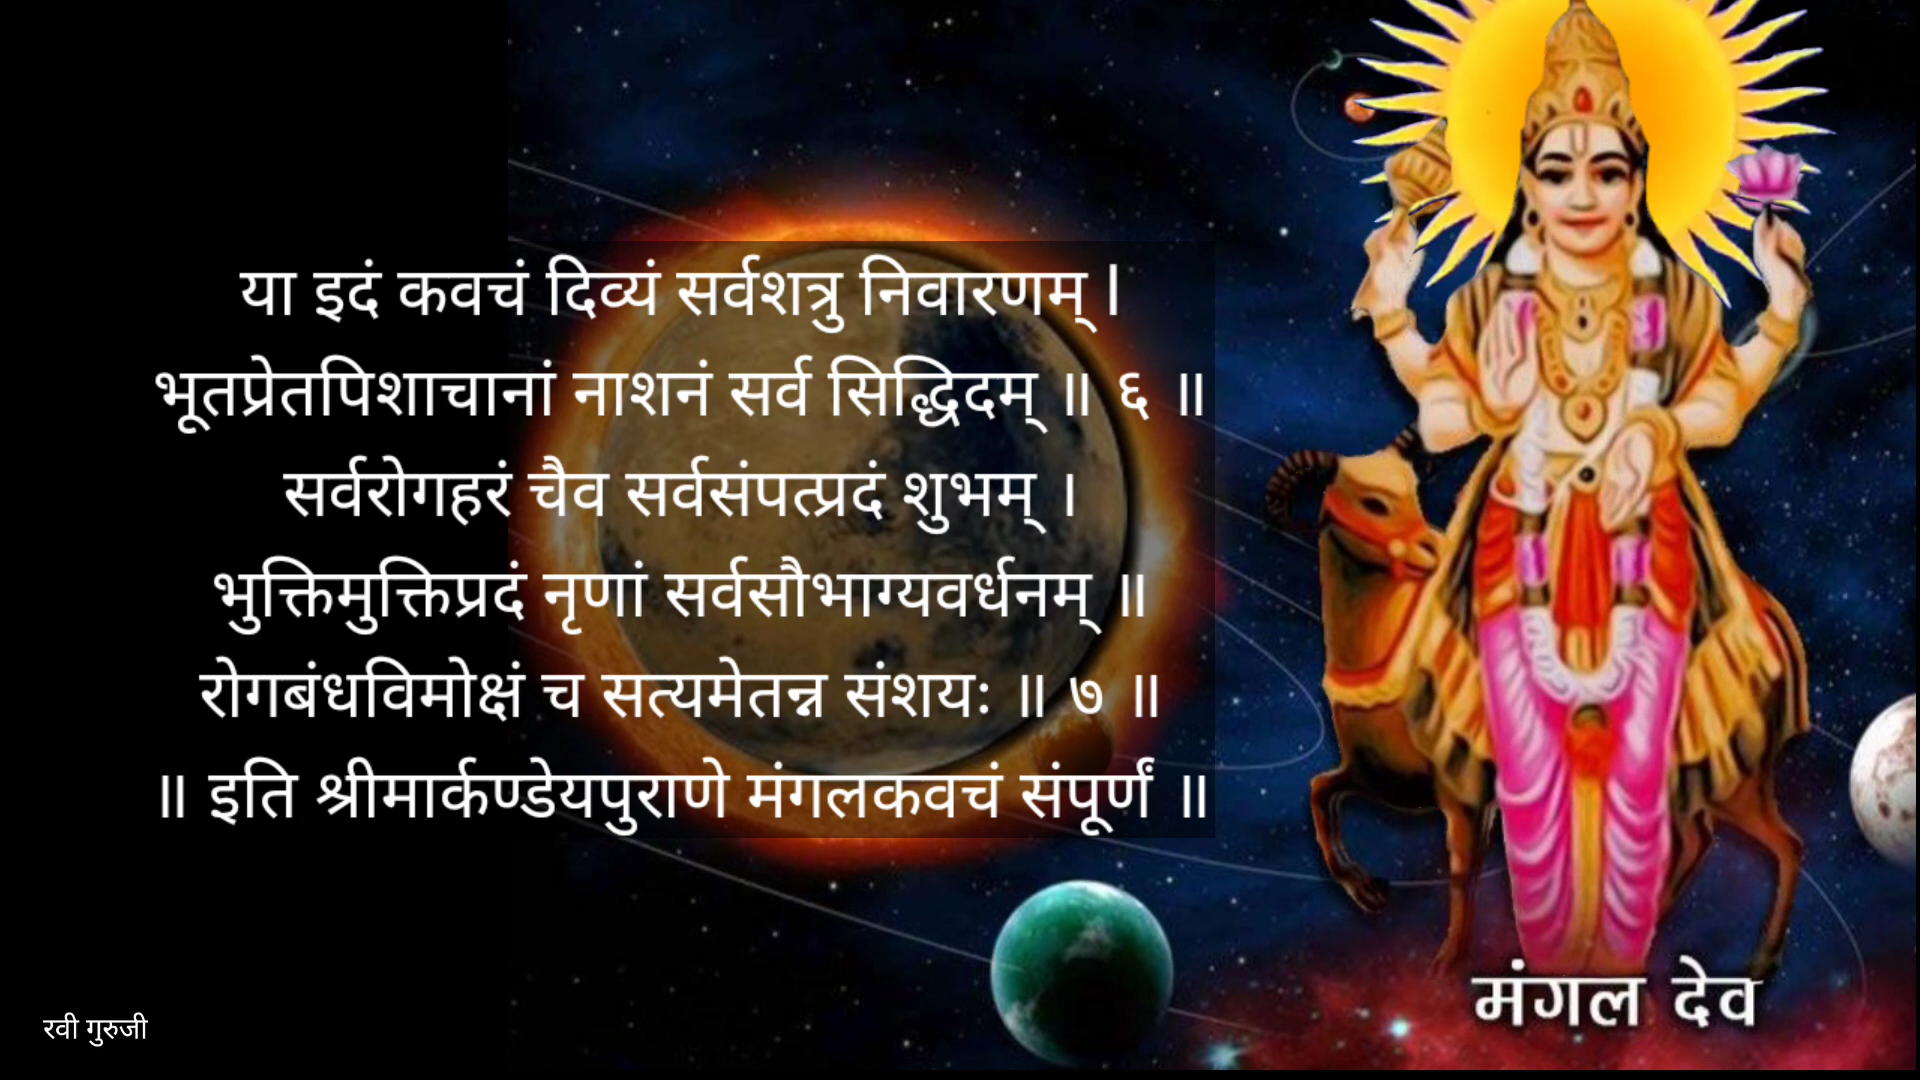 या इदं कवचं दिव्यं सर्वशत्रु निवारणम् |
भूतप्रेतपिशाचानां नाशनं सर्व सिद्धिदम् ॥ ६ ॥
सर्वरोगहरं चैव सर्वसंपत्प्रदं शुभम् ।
भुक्तिमुक्तिप्रदं नृणां सर्वसौभाग्यवर्धनम् ॥
रोगबंधविमोक्षं च सत्यमेतन्न संशयः ॥ ७ ॥
॥ इति श्रीमार्कण्डेयपुराणे मंगलकवचं संपूर्णं ॥
मंगल देव
रवी गुरुजी